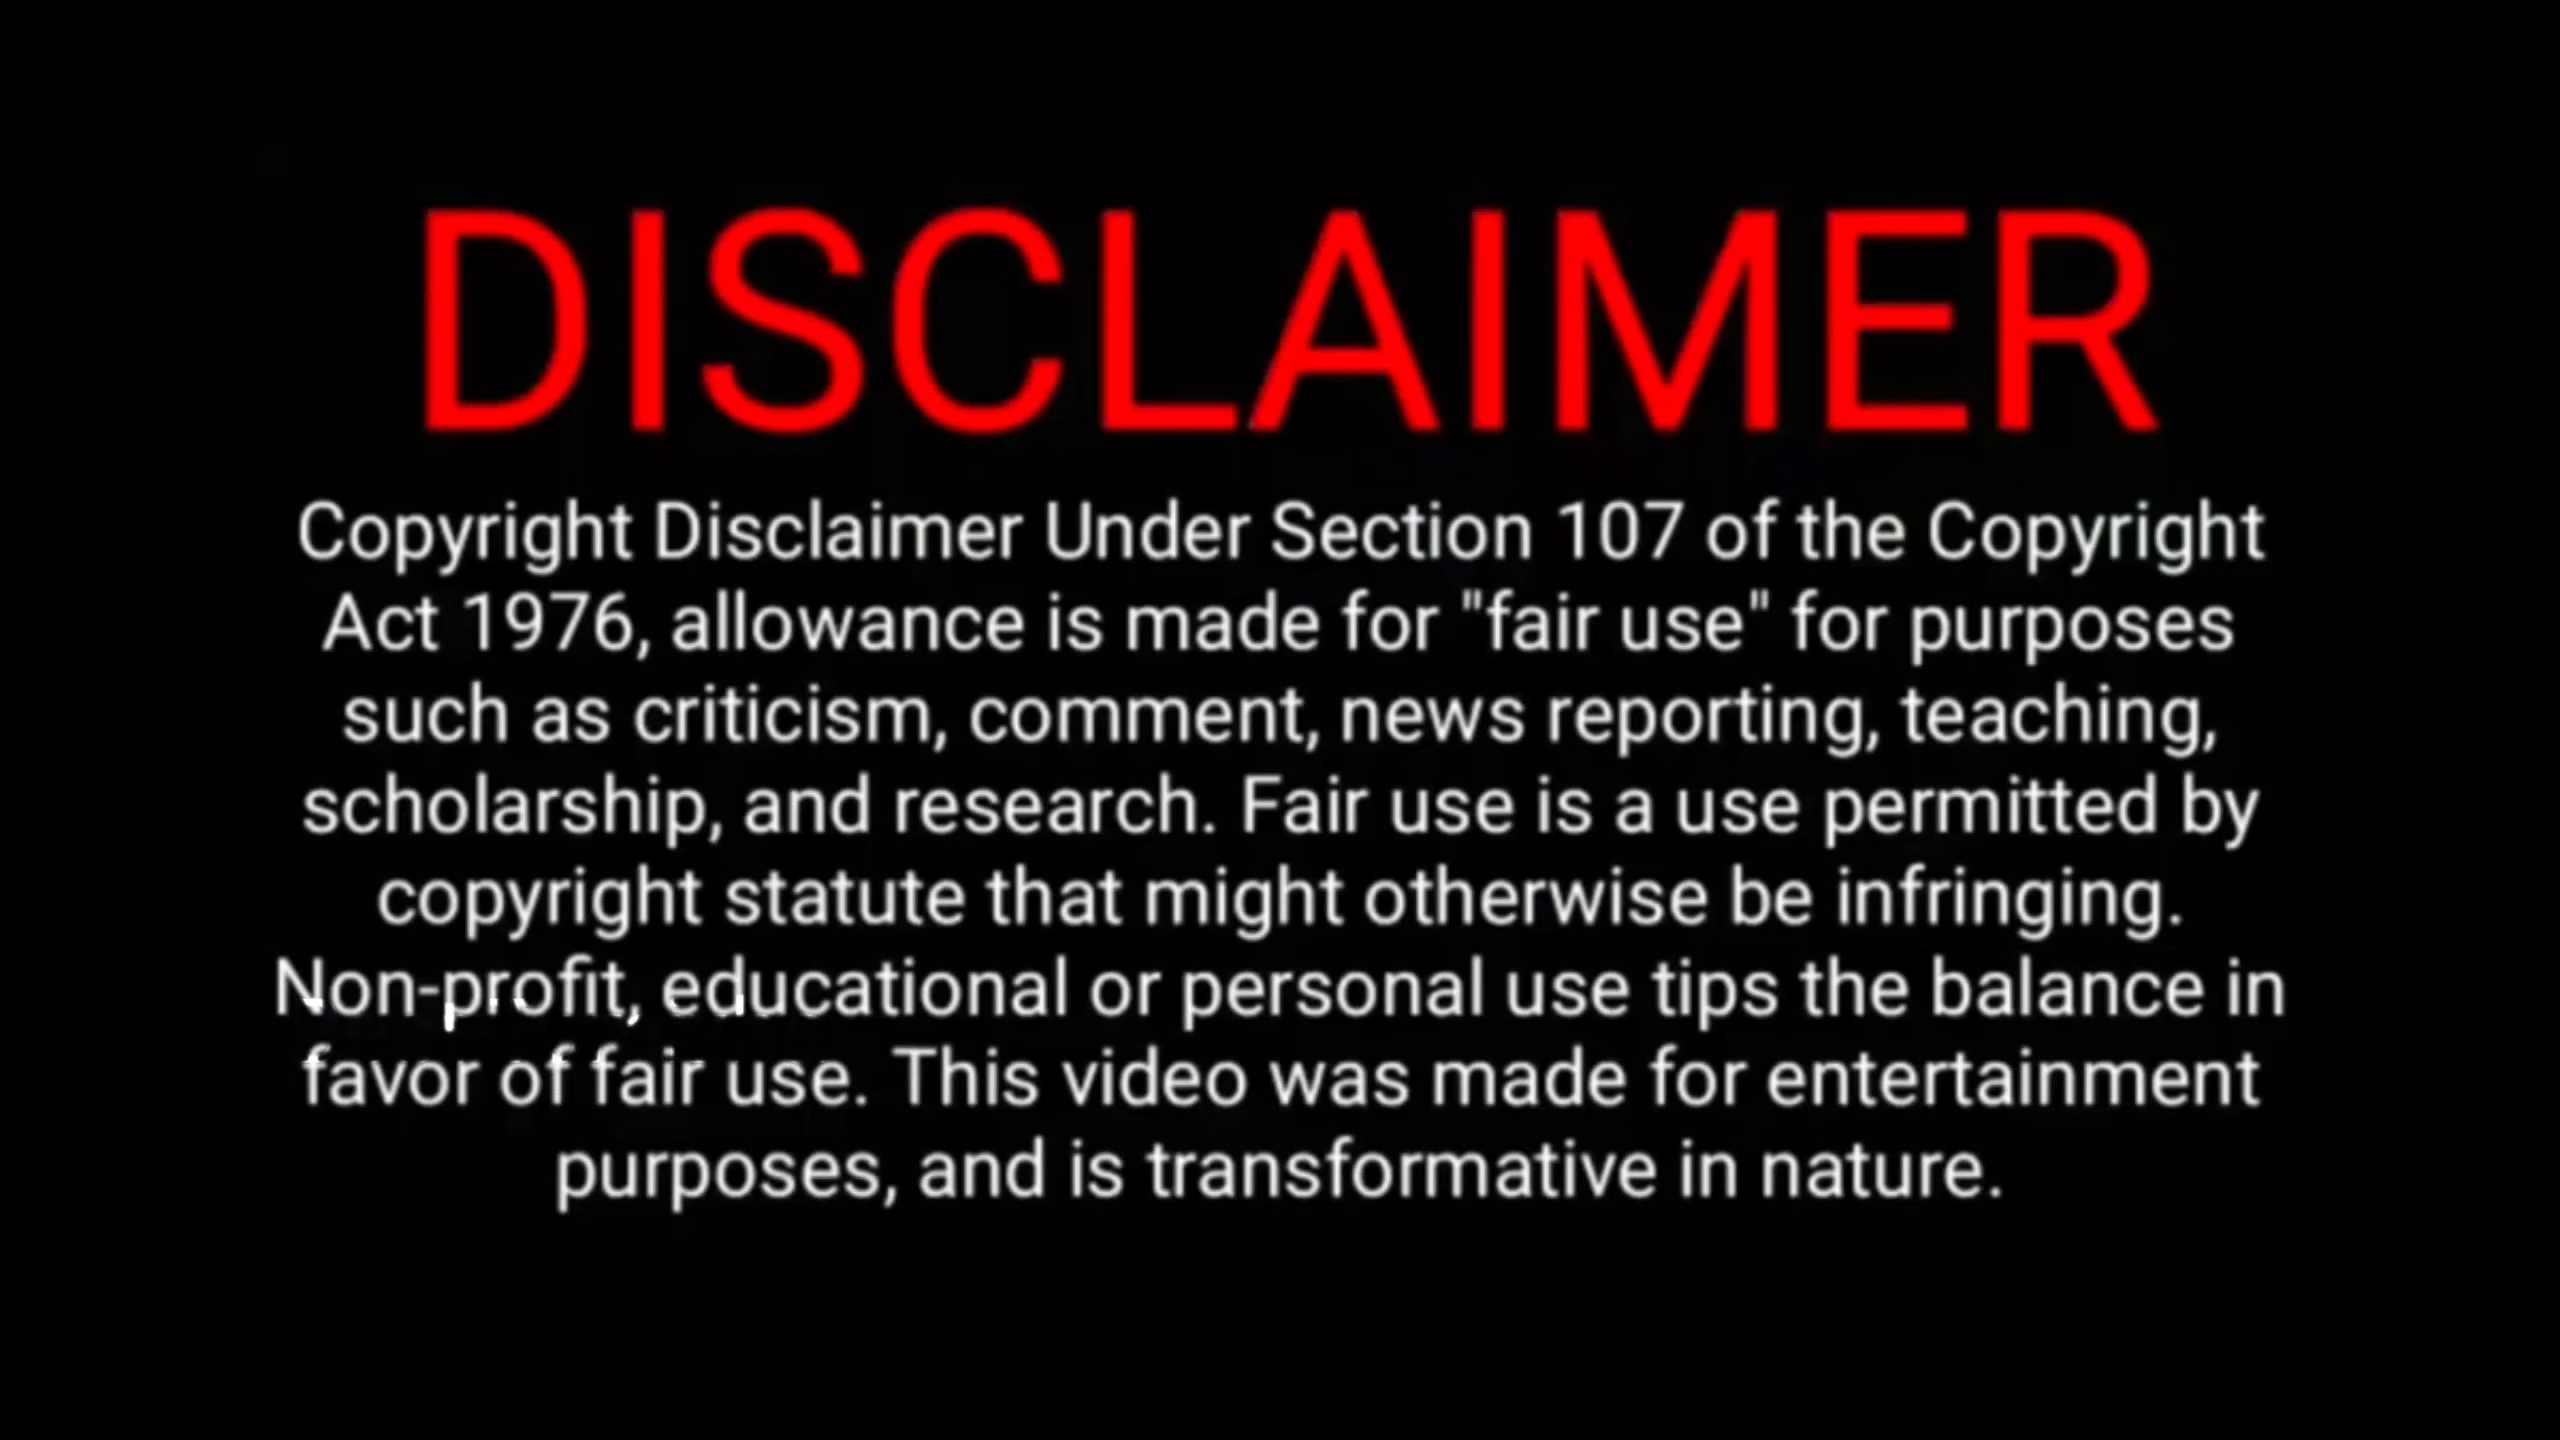 DISCLAIMER
Copyright Disclaimer Under Section 107 of the Copyright
Act 1976, allowance is made for "fair use" for purposes
such as criticism, comment, news reporting, teaching,
scholarship, and research. Fair use is a use permitted by
copyright statute that might otherwise be infringing.
Non-profit, educational or personal use tips the balance in
favor of fair use. This video was made for entertainment
purposes, and is transformative in nature.